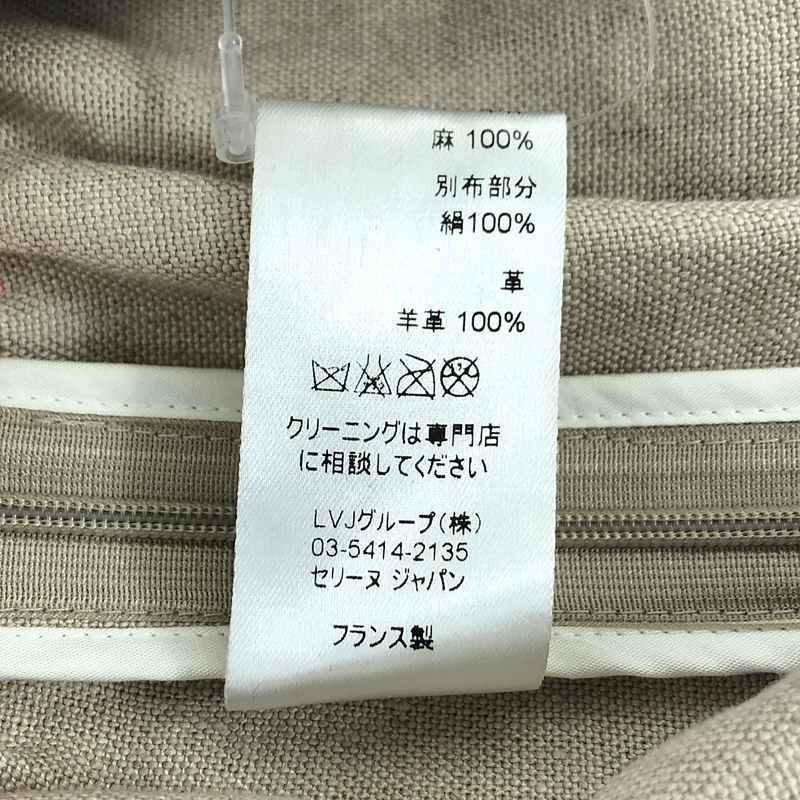 麻 100%
別布部分
絹100%
革
羊革 100%
クリーニングは専門店
に相談してください
LVJグループ(株)
03-5414-2135
セリーヌ ジャパン
フランス製